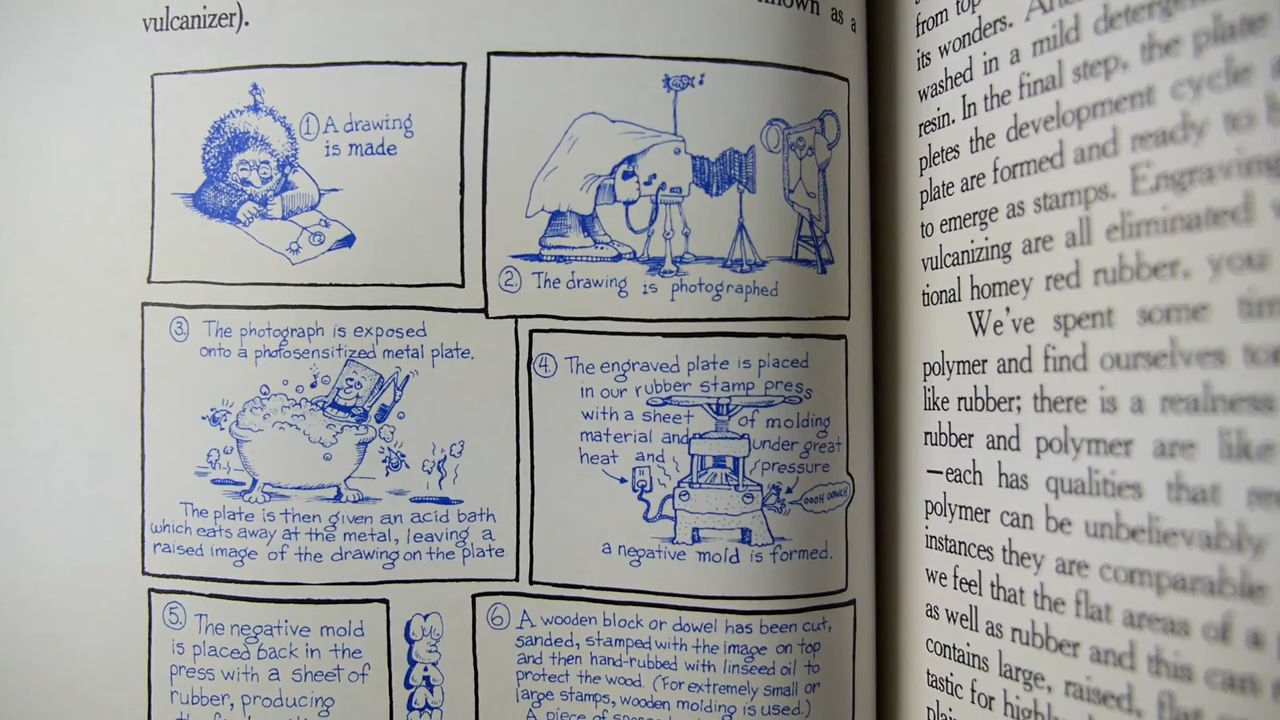 nown as a
vulcanizer).
1 A drawing
is made
2. The drawing is photographed
3. The photograph is exposed
onto a photosensitized metal plate.
The plate is then given an acid bath
which eats away at the metal, leaving a
raised image of the drawing on the plate
4. The engraved plate is placed
in our rubber stamp press
with a sheet of molding
material and under great
heat and pressure
OOOH OOWCH
a negative mold is formed.
5. The negative mold
is placed back in the
press with a sheet of
rubber, producing
6. A wooden block or dowel has been cut,
sanded, stamped with the image on top
and then hand-rubbed with linseed oil to
protect the wood. (For extremely small or
large stamps, wooden molding is used.)
A piece of
from top
its wonders.
washed in a mild
resin. In the final step, the plate
pletes the development cycle
plate are formed and ready to
to emerge as stamps. Engraving
vulcanizing are all eliminated
tional homey red rubber, you
We've spent some
polymer and find ourselves
like rubber; there is a realness
rubber and polymer are like
—each has qualities that
polymer can be unbelievably
instances they are comparable
we feel that the flat areas of a
as well as rubber and this can
contains large, raised, flat
tastic for